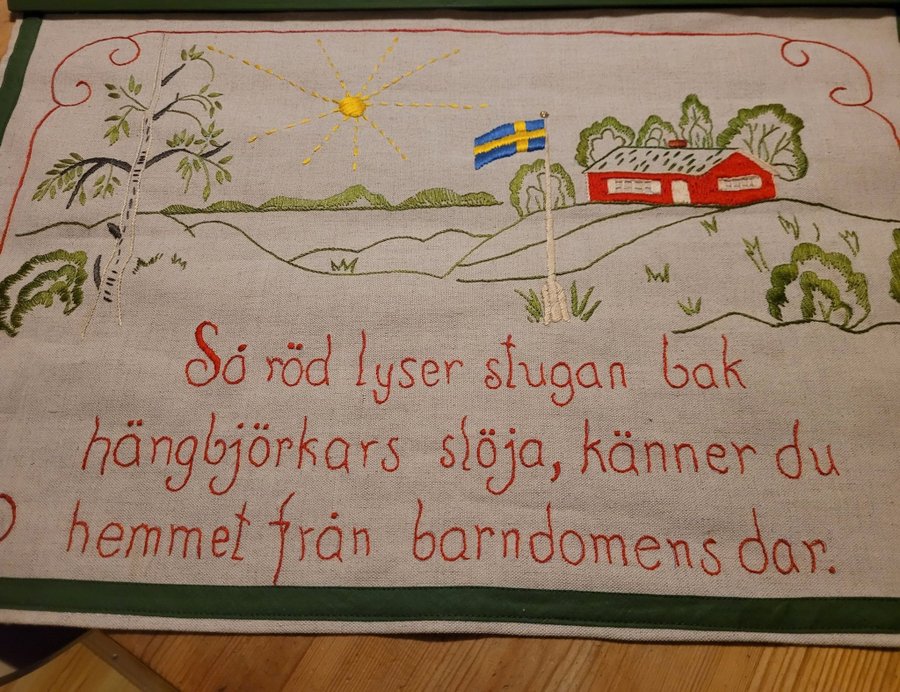 Så röd lyser stugan bak
hängbjörkars slöja, känner du
hemmet från barndomens dar.